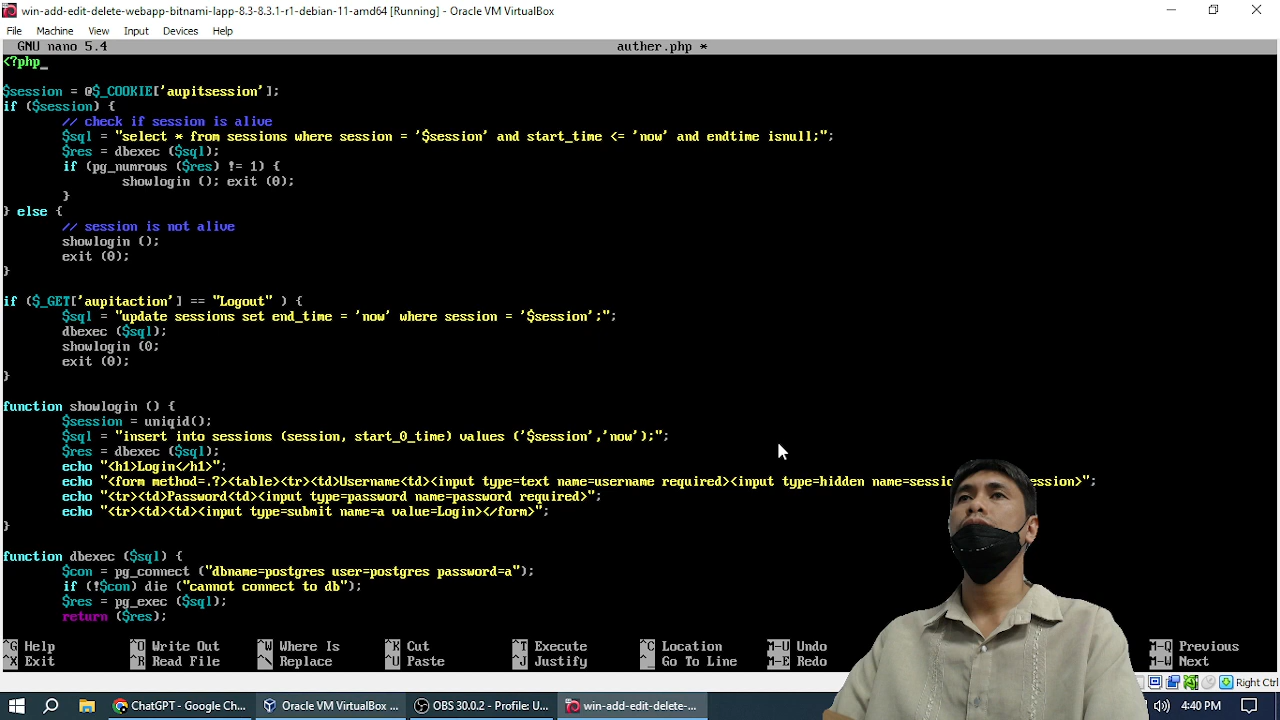 win-add-edit-delete-webapp-bitnami-lapp-8.3-8.3.1-r1-debian-11-amd64 [Running] - Oracle VM VirtualBox
File Machine View Input Devices Help
GNU nano 5.4 auther.php *
<?php_
$session = @$_COOKIE['aupitsession'];
if ($session) {
// check if session is alive
$sql = "select * from sessions where session = '$session' and start_time <= 'now' and endtime isnull;";
$res = dbexec ($sql);
if (pg_numrows ($res) != 1) {
showlogin (); exit (0);
}
} else {
// session is not alive
showlogin ();
exit (0);
}
if ($_GET['aupitaction'] == "Logout" ) {
$sql = "update sessions set end_time = 'now' where session = '$session';";
dbexec ($sql);
showlogin (0;
exit (0);
}
function showlogin () {
$session = uniqid();
$sql = "insert into sessions (session, start_0_time) values ('$session','now');";
$res = dbexec ($sql);
echo "<h1>Login</h1>";
echo "<form method=.?><table><tr><td>Username<td><input type=text name=username required><input type=hidden name=sessi ession>";
echo "<tr><td>Password<td><input type=password name=password required>";
echo "<tr><td><td><input type=submit name=a value=Login></form>";
}
function dbexec ($sql) {
$con = pg_connect ("dbname=postgres user=postgres password=a");
if (!$con) die ("cannot connect to db");
$res = pg_exec ($sql);
return ($res);
^G Help ^O Write Out ^W Where Is ^K Cut ^T Execute ^C Location M-U Undo M-Q Previous
^X Exit ^R Read File ^\ Replace ^U Paste ^J Justify ^_ Go To Line M-E Redo M-W Next
Right Ctrl
ChatGPT - Google Ch... Oracle VM VirtualBox ... OBS 30.0.2 - Profile: U... win-add-edit-delete-... 4:40 PM